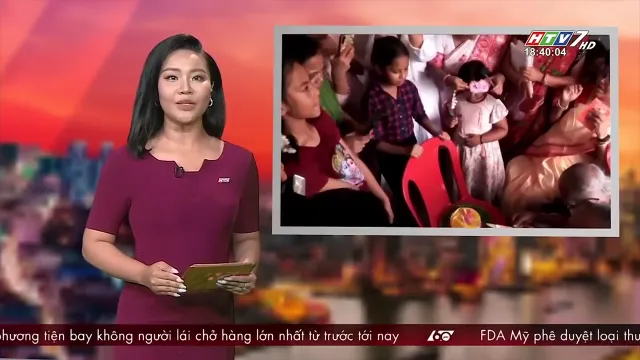 HTV7 HD
18:40:04
phương tiện bay không người lái chở hàng lớn nhất từ trước tới nay 60 FDA Mỹ phê duyệt loại thu